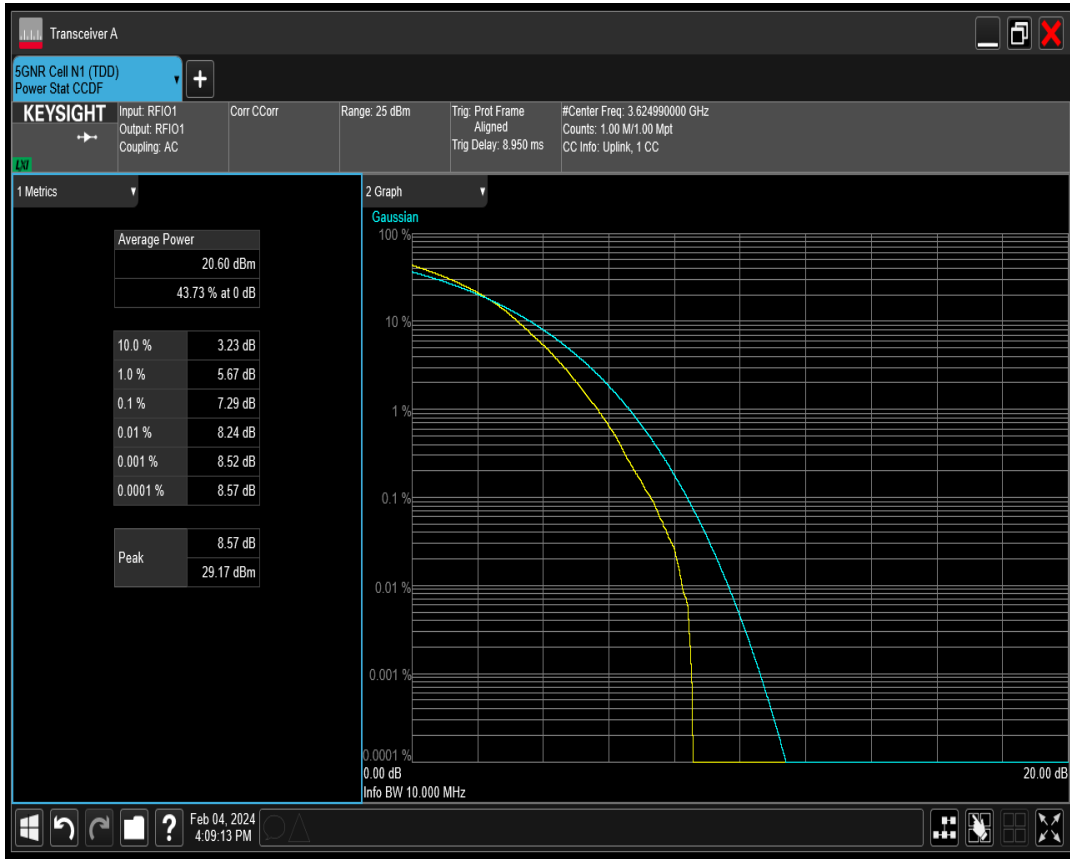 Transceiver A
5GNR Cell N1 (TDD)
Power Stat CCDF
+
KEYSIGHT
LXI
Input: RFIO1
Output: RFIO1
Coupling: AC
Corr CCorr
Range: 25 dBm
Trig: Prot Frame
Aligned
Trig Delay: 8.950 ms
#Center Freq: 3.624990000 GHz
Counts: 1.00 M/1.00 Mpt
CC Info: Uplink, 1 CC
1 Metrics
Average Power
20.60 dBm
43.73 % at 0 dB
10.0 % 3.23 dB
1.0 % 5.67 dB
0.1 % 7.29 dB
0.01 % 8.24 dB
0.001 % 8.52 dB
0.0001 % 8.57 dB
Peak
8.57 dB
29.17 dBm
2 Graph
Gaussian
100 %
10 %
1 %
0.1 %
0.01 %
0.001 %
0.0001 %
0.00 dB 20.00 dB
Info BW 10.000 MHz
?
Feb 04, 2024
4:09:13 PM